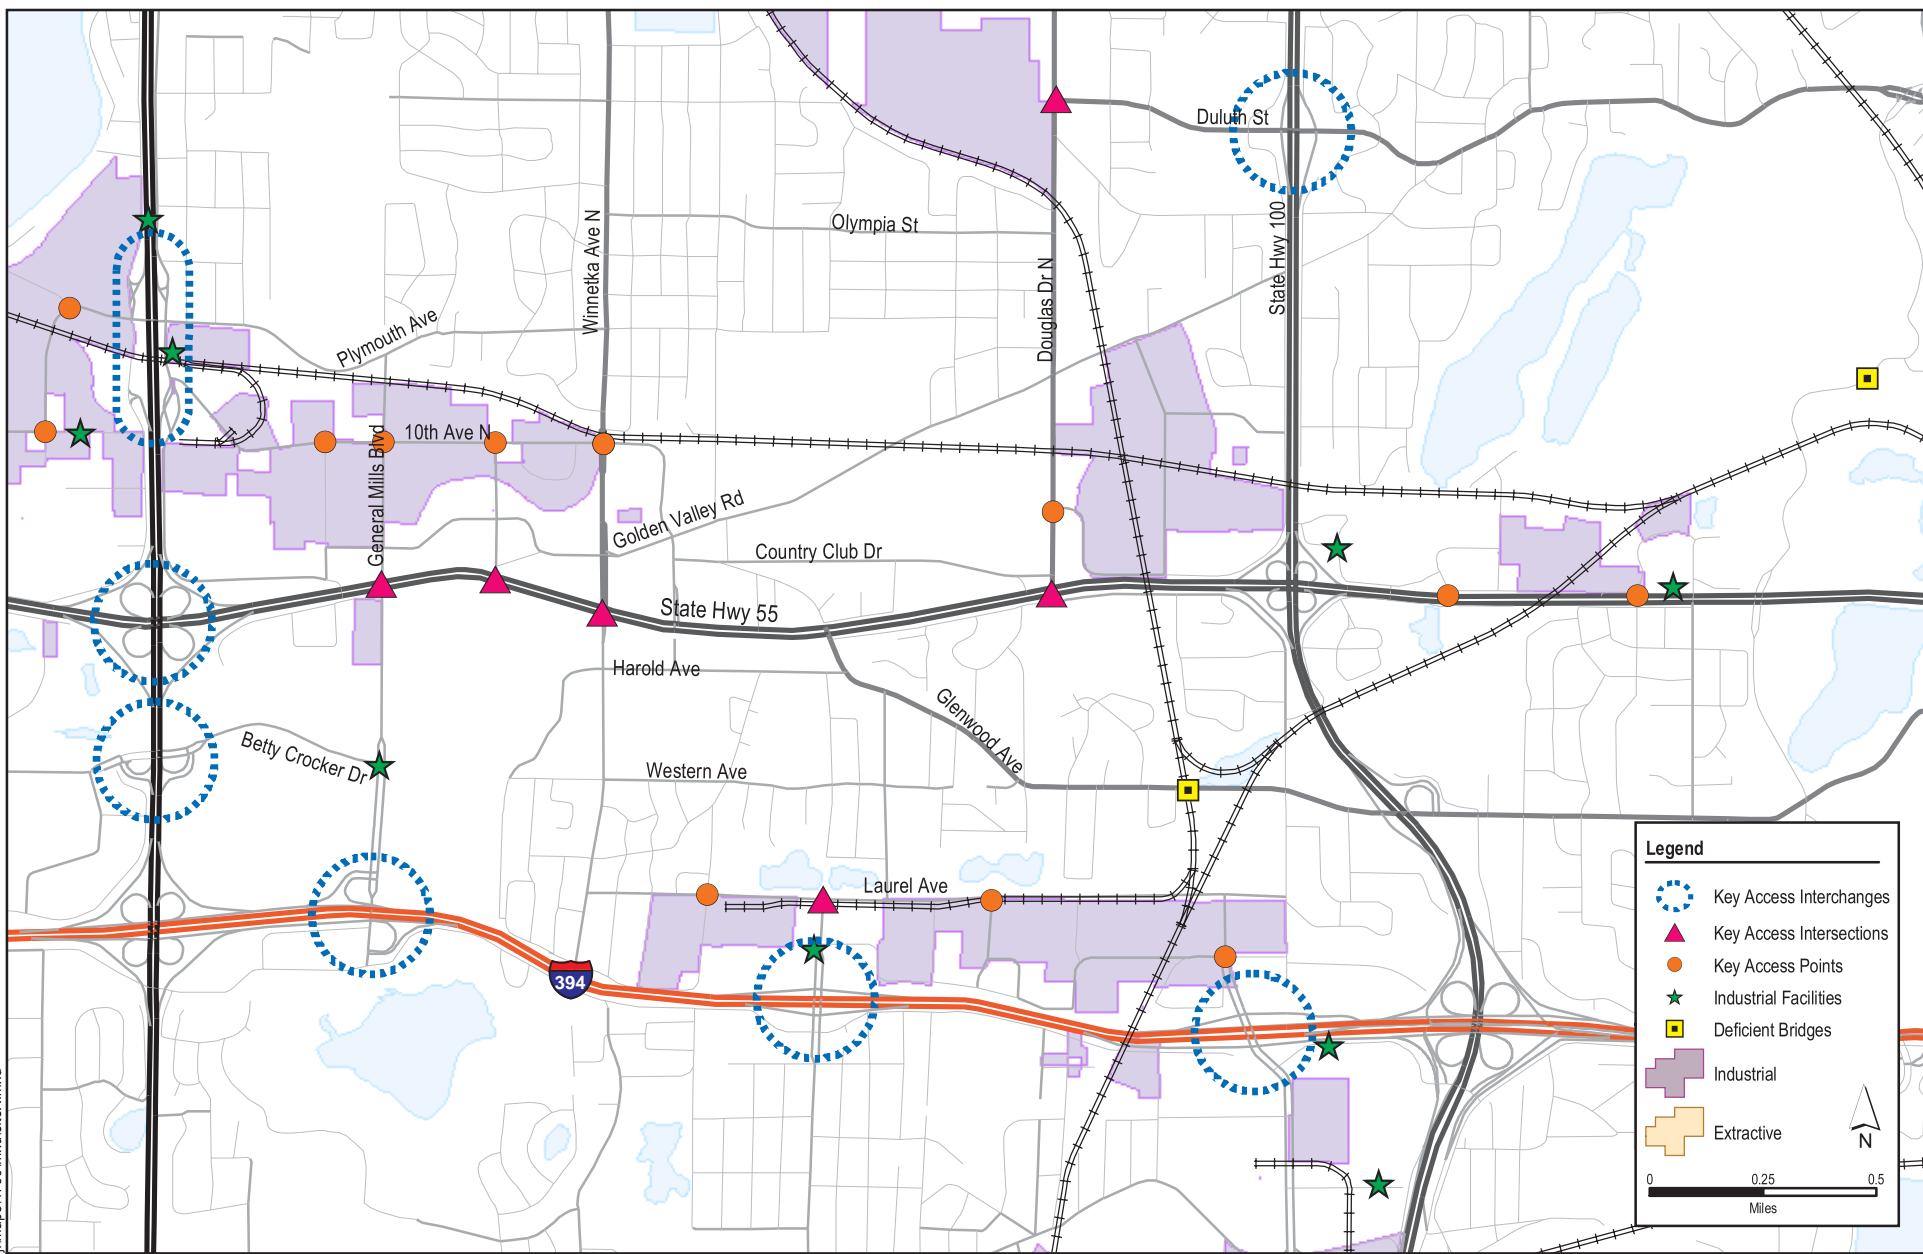 Duluth St
Olympia St
State Hwy 100
Winnetka Ave N
Douglas Dr N
Plymouth Ave
10th Ave N
General Mills Blvd
Golden Valley Rd
Country Club Dr
State Hwy 55
Harold Ave
Glenwood Ave
Betty Crocker Dr
Western Ave
Laurel Ave
394
Legend
Key Access Interchanges
Key Access Intersections
Key Access Points
Industrial Facilities
Deficient Bridges
Industrial
Extractive
N
0 0.25 0.5
Miles